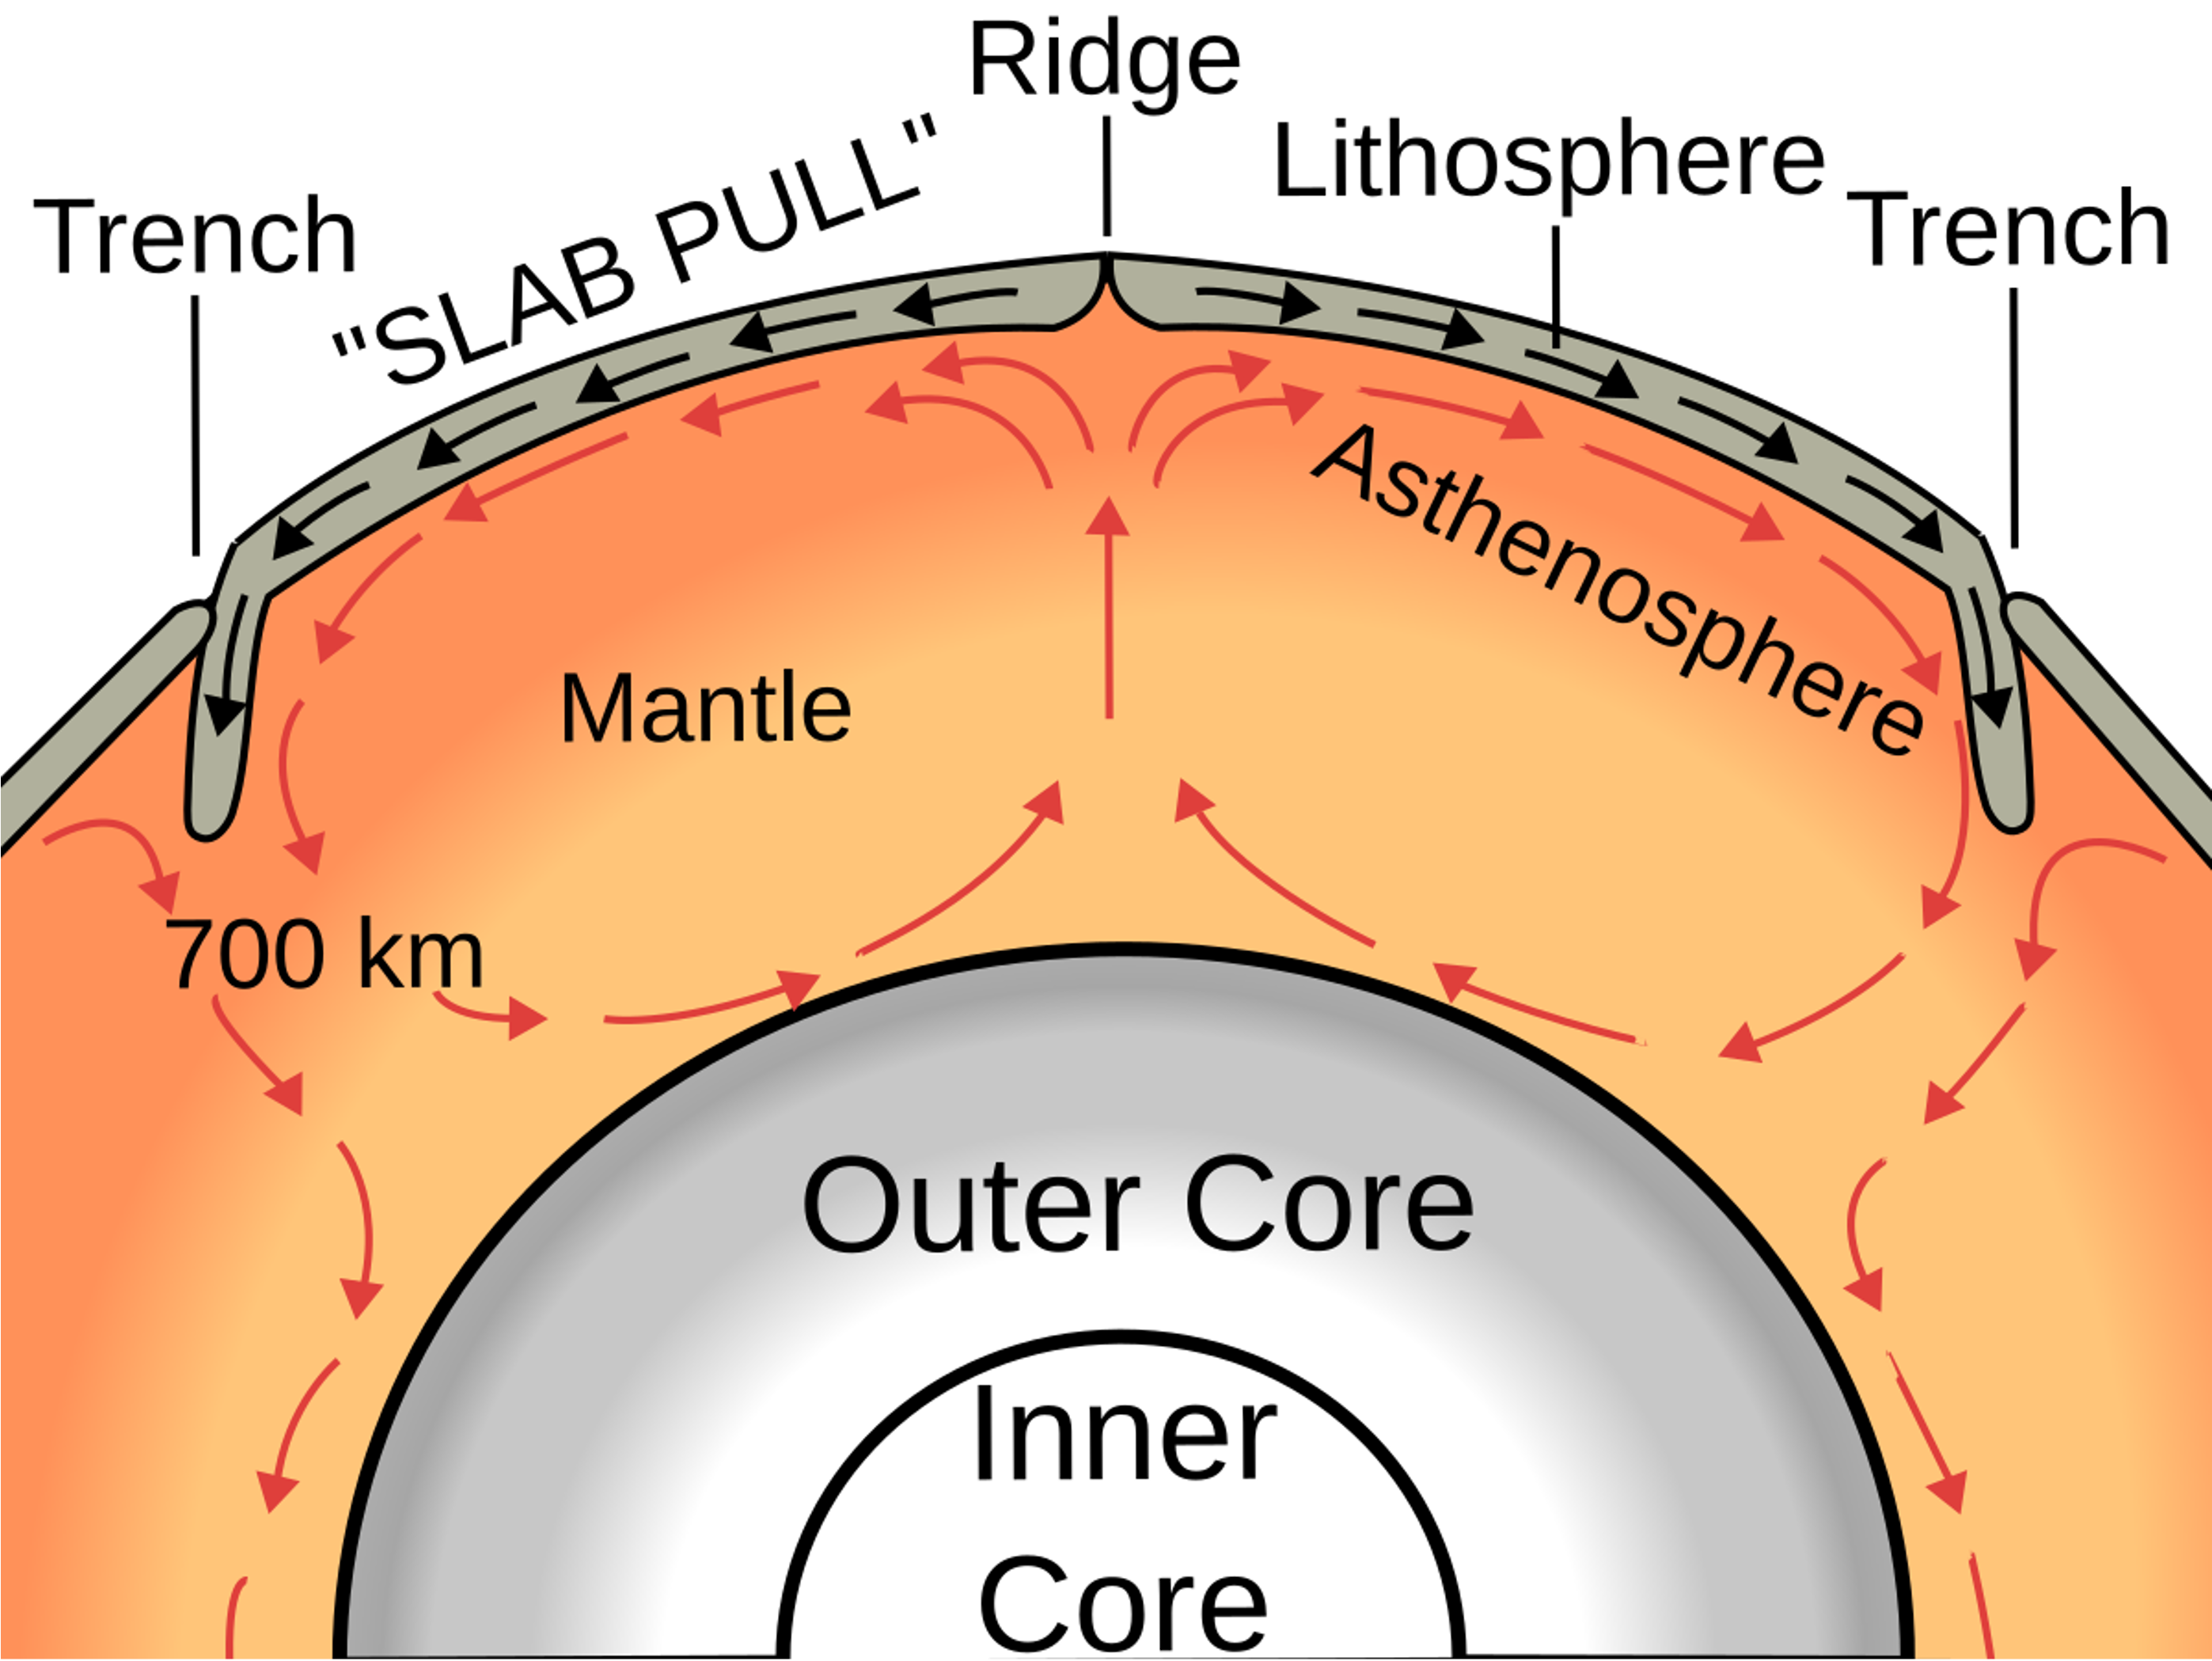 Ridge
Lithosphere
Trench
"SLAB PULL"
Trench
Asthenosphere
Mantle
700 km
Outer Core
Inner
Core